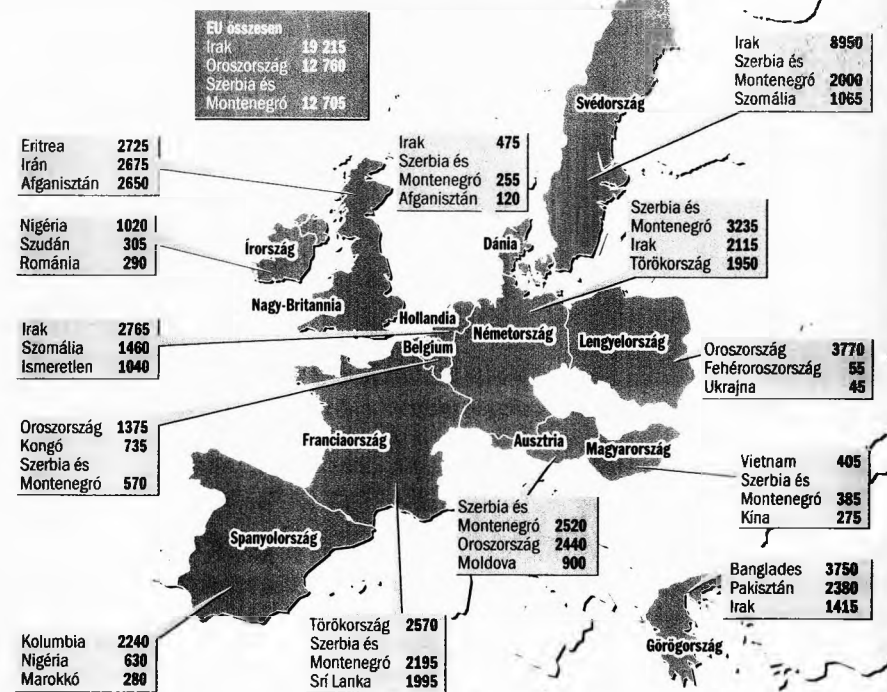 EU összesen
Irak 19 215
Oroszország 12 760
Szerbia és
Montenegró 12 705
Irak 8950
Szerbia és
Montenegró 2000
Szomália 1065
Svédország
Eritrea 2725
Irán 2675
Afganisztán 2650
Irak 475
Szerbia és
Montenegró 255
Afganisztán 120
Nigéria 1020
Szudán 305
Románia 290
Szerbia és
Montenegró 3235
Irak 2115
Törökország 1950
Írország
Dánia
Nagy-Britannia
Hollandia
Németország
Lengyelország
Belgium
Irak 2765
Szomália 1460
Ismeretlen 1040
Oroszország 3770
Fehéroroszország 55
Ukrajna 45
Oroszország 1375
Kongó 735
Szerbia és
Montenegró 570
Franciaország
Ausztria
Magyarország
Vietnam 405
Szerbia és
Montenegró 385
Kína 275
Szerbia és
Montenegró 2520
Oroszország 2440
Moldova 900
Spanyolország
Banglades 3750
Pakisztán 2380
Irak 1415
Görögország
Kolumbia 2240
Nigéria 630
Marokkó 280
Törökország 2570
Szerbia és
Montenegró 2195
Srí Lanka 1995